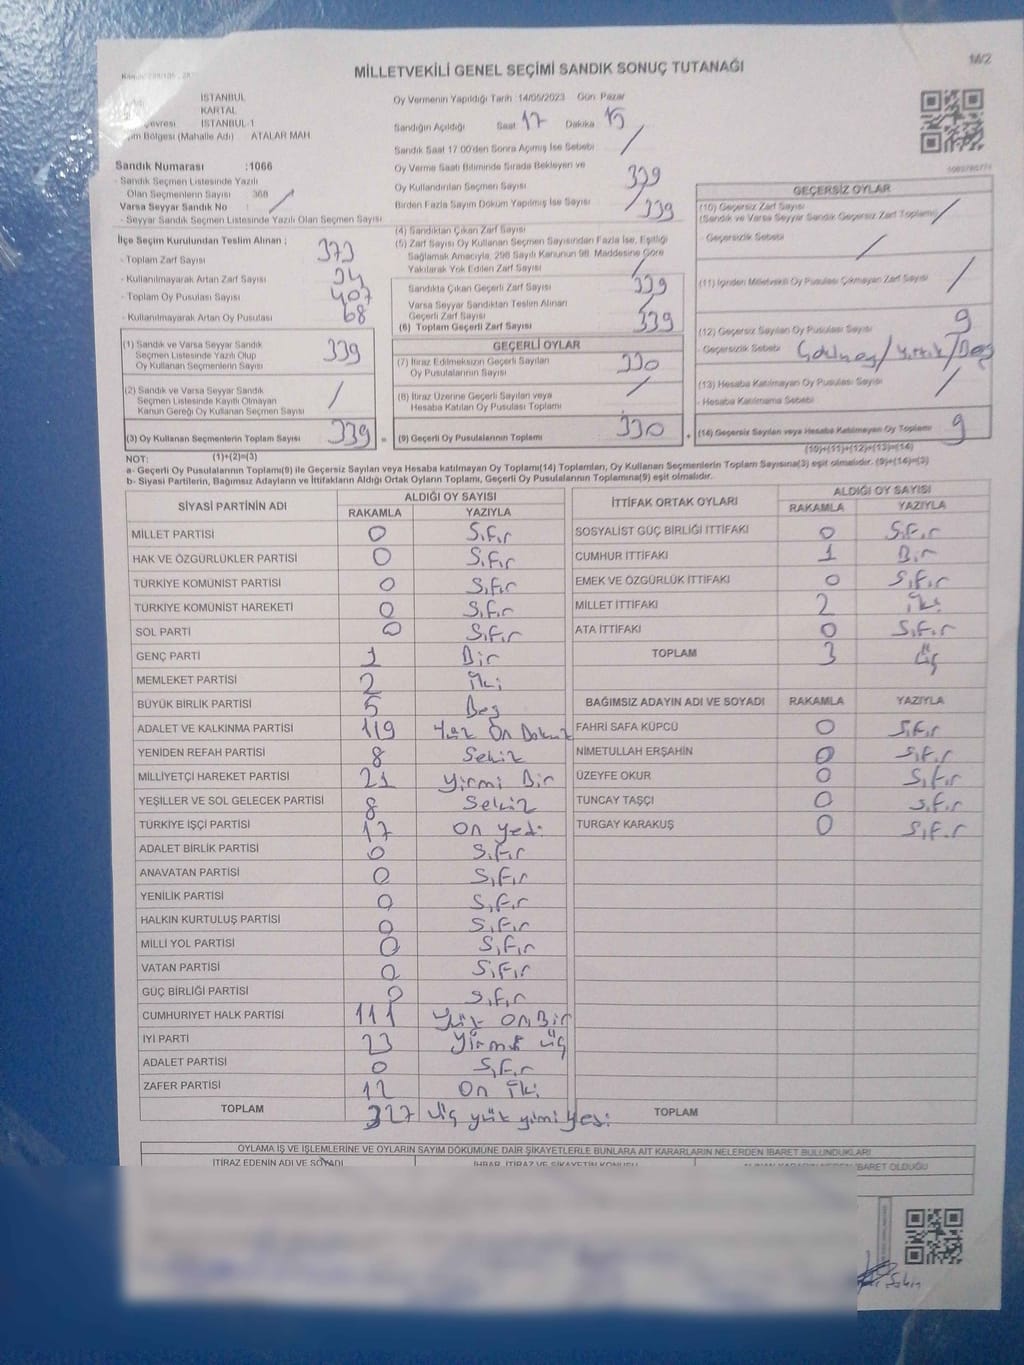 14/2
MİLLETVEKİLİ GENEL SEÇİMİ SANDIK SONUÇ TUTANAĞI
İSTANBUL
KARTAL
İSTANBUL-1
Bölgesi (Mahalle Adı) ATALAR MAH
Sandık Numarası :1066
- Sandık Seçmen Listesinde Yazılı
Olan Seçmenlerin Sayısı 368
Varsa Seyyar Sandık No : /
- Seyyar Sandık Seçmen Listesinde Yazılı Olan Seçmen Sayısı
Oy Vermenin Yapıldığı Tarih :14/05/2023 Gün: Pazar
Sandığın Açıldığı Saat 17 Dakika 15
Sandık Saat 17:00'den Sonra Açımış İse Sebebi /
Oy Verme Saati Bitiminde Sırada Bekleyen ve
Oy Kullandırılan Seçmen Sayısı 339
Birden Fazla Sayım Döküm Yapılmış İse Sayısı /
İlçe Seçim Kurulundan Teslim Alınan ;
- Toplam Zarf Sayısı 373
- Kullanılmayarak Artan Zarf Sayısı 34
- Toplam Oy Pusulası Sayısı 407
- Kullanılmayarak Artan Oy Pusulası 68
(4) Sandıktan Çıkan Zarf Sayısı 339
(5) Zarf Sayısı Oy Kullanan Seçmen Sayısından Fazla İse, Eşitliği
Sağlamak Amacıyla, 298 Sayılı Kanunun 98. Maddesine Göre
Yakılarak Yok Edilen Zarf Sayısı /
Sandıkta Çıkan Geçerli Zarf Sayısı 339
Varsa Seyyar Sandıktan Teslim Alınan
Geçerli Zarf Sayısı /
(6) Toplam Geçerli Zarf Sayısı 339
GEÇERSİZ OYLAR
(10) Geçersiz Zarf Sayısı
(Sandık ve Varsa Seyyar Sandık Geçersiz Zarf Toplamı) /
- Geçersizlik Sebebi /
(11) İçinden Milletvekili Oy Pusulası Çıkmayan Zarf Sayısı /
(12) Geçersiz Sayılan Oy Pusulası Sayısı 9
- Geçersizlik Sebebi
(13) Hesaba Katılmayan Oy Pusulası Sayısı /
- Hesaba Katılmama Sebebi
(14) Geçersiz Sayılan veya Hesaba Katılmayan Oy Toplamı 9
(10)+(11)+(12)+(13)=(14)
(1) Sandık ve Varsa Seyyar Sandık
Seçmen Listesinde Yazılı Olup
Oy Kullanan Seçmenlerin Sayısı 339
(2) Sandık ve Varsa Seyyar Sandık
Seçmen Listesinde Kayıtlı Olmayan
Kanun Gereği Oy Kullanan Seçmen Sayısı /
(3) Oy Kullanan Seçmenlerin Toplam Sayısı 339 =
(1)+(2)=(3)
GEÇERLİ OYLAR
(7) İtiraz Edilmeksizin Geçerli Sayılan
Oy Pusulalarının Sayısı 330
(8) İtiraz Üzerine Geçerli Sayılan veya
Hesaba Katılan Oy Pusulası Toplamı /
(9) Geçerli Oy Pusulalarının Toplamı 330 +
NOT:
a- Geçerli Oy Pusulalarının Toplamı(9) ile Geçersiz Sayılan veya Hesaba katılmayan Oy Toplamı(14) Toplamları, Oy Kullanan Seçmenlerin Toplam Sayısına(3) eşit olmalıdır. (9)+(14)=(3)
b- Siyasi Partilerin, Bağımsız Adayların ve İttifakların Aldığı Ortak Oyların Toplamı, Geçerli Oy Pusulalarının Toplamına(9) eşit olmalıdır.
SİYASİ PARTİNİN ADI ALDIĞI OY SAYISI
RAKAMLA YAZIYLA
MİLLET PARTİSİ 0 Sıfır
HAK VE ÖZGÜRLÜKLER PARTİSİ 0 Sıfır
TÜRKİYE KOMÜNİST PARTİSİ 0 Sıfır
TÜRKİYE KOMÜNİST HAREKETİ 0 Sıfır
SOL PARTİ 0 Sıfır
GENÇ PARTİ 1 Bir
MEMLEKET PARTİSİ 2 İki
BÜYÜK BİRLİK PARTİSİ 5 Beş
ADALET VE KALKINMA PARTİSİ 119 Yüz On Dokuz
YENİDEN REFAH PARTİSİ 8 Sekiz
MİLLİYETÇİ HAREKET PARTİSİ 21 Yirmi Bir
YEŞİLLER VE SOL GELECEK PARTİSİ 8 Sekiz
TÜRKİYE İŞÇİ PARTİSİ 17 On Yedi
ADALET BİRLİK PARTİSİ 0 Sıfır
ANAVATAN PARTİSİ 0 Sıfır
YENİLİK PARTİSİ 0 Sıfır
HALKIN KURTULUŞ PARTİSİ 0 Sıfır
MİLLİ YOL PARTİSİ 0 Sıfır
VATAN PARTİSİ 0 Sıfır
GÜÇ BİRLİĞİ PARTİSİ 0 Sıfır
CUMHURİYET HALK PARTİSİ 111 Yüz On Bir
İYİ PARTİ 23 Yirmi üç
ADALET PARTİSİ 0 Sıfır
ZAFER PARTİSİ 12 On İki
TOPLAM 327 Üç yüz yirmi yedi
İTTİFAK ORTAK OYLARI ALDIĞI OY SAYISI
RAKAMLA YAZIYLA
SOSYALİST GÜÇ BİRLİĞİ İTTİFAKI 0 Sıfır
CUMHUR İTTİFAKI 1 Bir
EMEK VE ÖZGÜRLÜK İTTİFAKI 0 Sıfır
MİLLET İTTİFAKI 2 İki
ATA İTTİFAKI 0 Sıfır
TOPLAM 3 Üç
BAĞIMSIZ ADAYIN ADI VE SOYADI RAKAMLA YAZIYLA
FAHRİ SAFA KÜPCÜ 0 Sıfır
NİMETULLAH ERŞAHİN 0 Sıfır
ÜZEYFE OKUR 0 Sıfır
TUNCAY TAŞÇI 0 Sıfır
TURGAY KARAKUŞ 0 Sıfır
TOPLAM
OYLAMA İŞ VE İŞLEMLERİNE VE OYLARIN SAYIM DÖKÜMÜNE DAİR ŞİKAYETLERLE BUNLARA AİT KARARLARIN NELERDEN İBARET BULUNDUKLARI
İTİRAZ EDENİN ADI VE SOYADI İHBAR, İTİRAZ VE ŞİKAYETİN KONUSU İBARET OLDUĞU